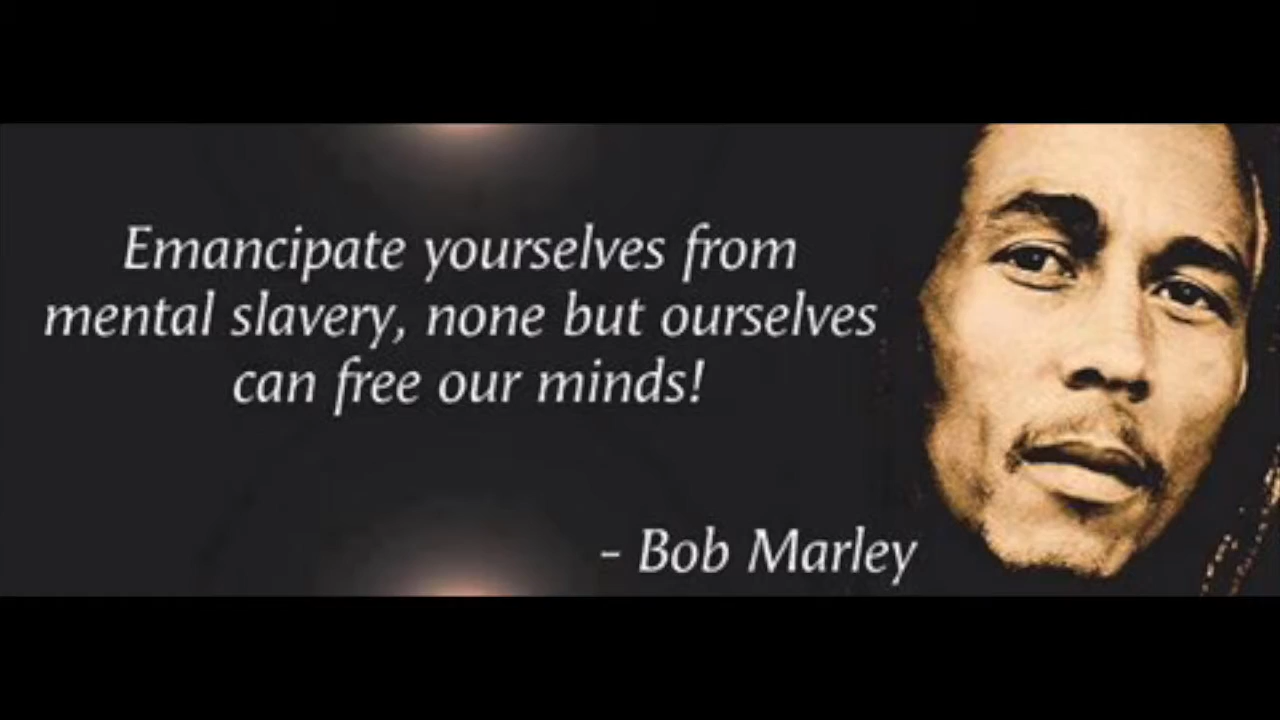 Emancipate yourselves from
mental slavery, none but ourselves
can free our minds!
- Bob Marley